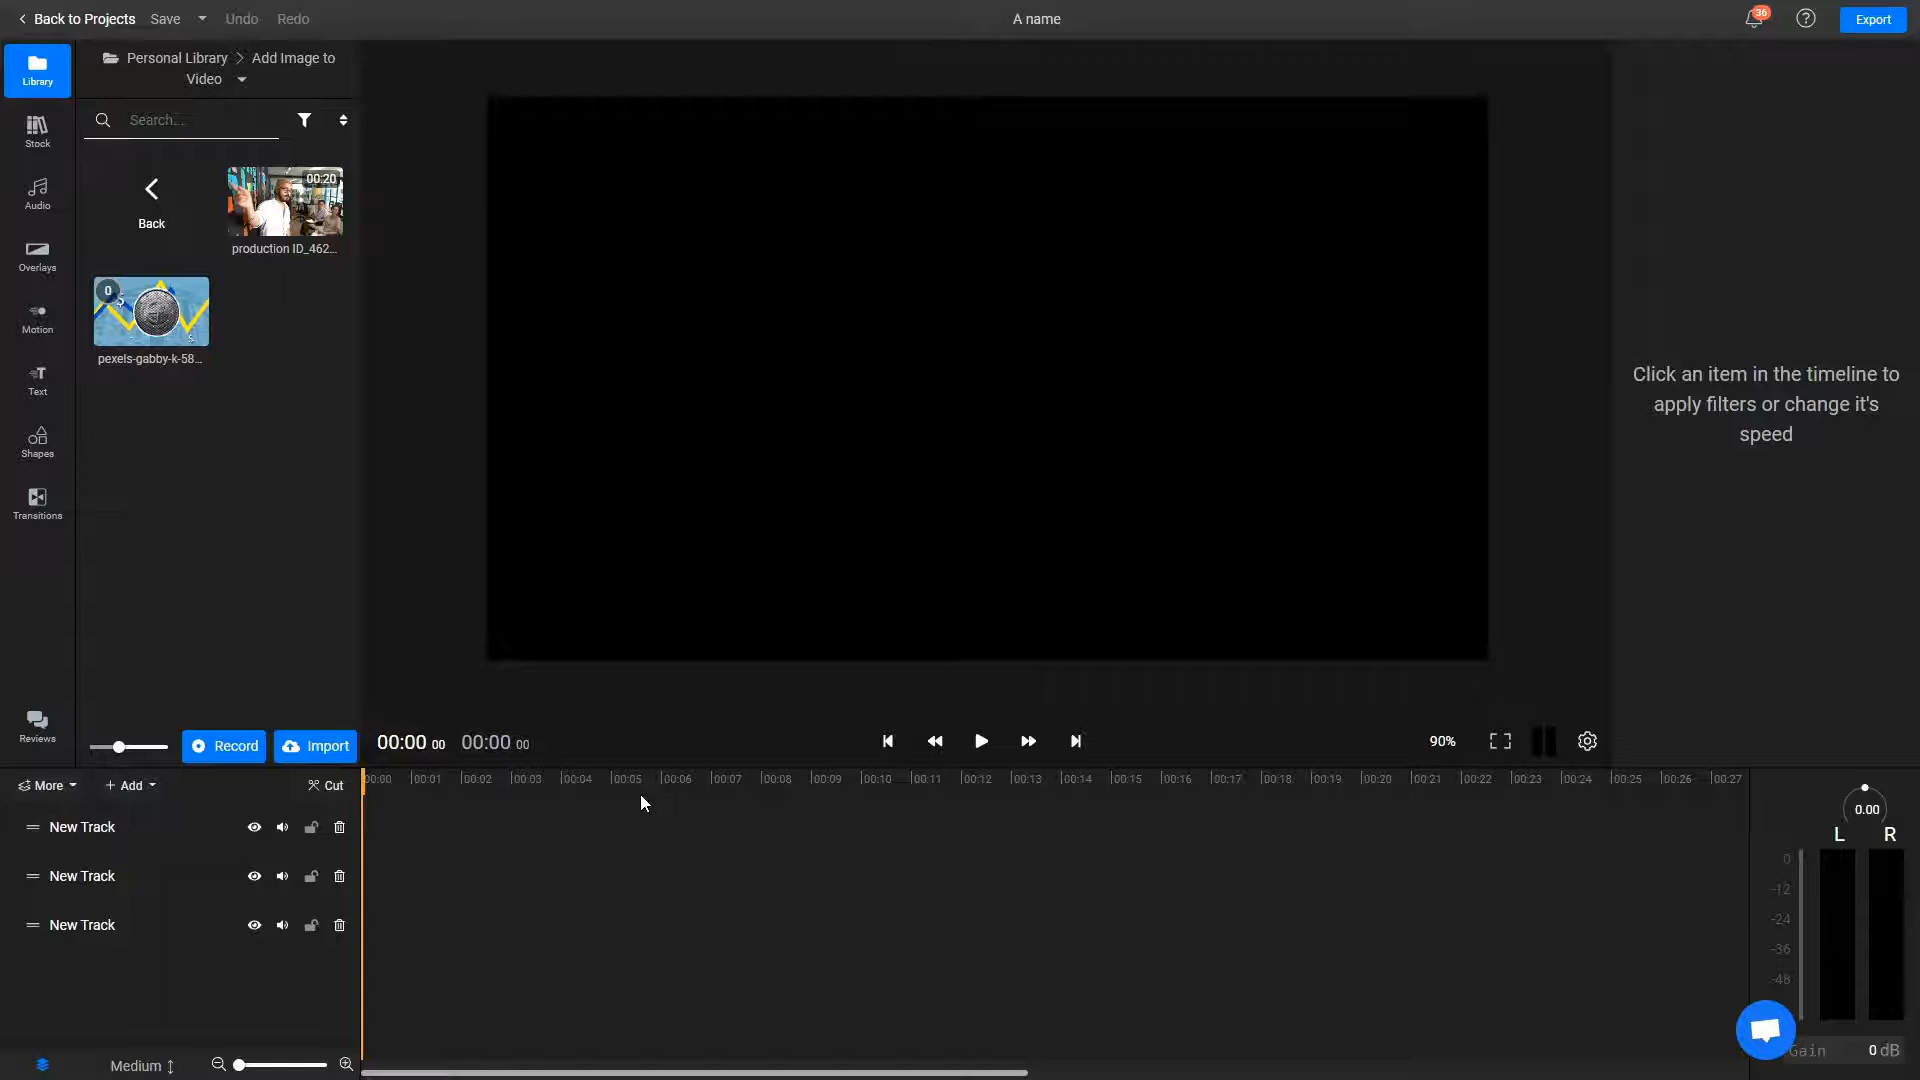 Back to Projects Save Undo Redo A name 36 ? Export
Library
Stock
Audio
Overlays
Motion
Text
Shapes
Transitions
Reviews
Personal Library > Add Image to
Video
Search...
Back
00:20
production ID_462...
0
pexels-gabby-k-58...
Record Import
Click an item in the timeline to
apply filters or change it's
speed
00:00 00 00:00 00 90%
More + Add Cut
00:00 00:01 00:02 00:03 00:04 00:05 00:06 00:07 00:08 00:09 00:10 00:11 00:12 00:13 00:14 00:15 00:16 00:17 00:18 00:19 00:20 00:21 00:22 00:23 00:24 00:25 00:26 00:27
New Track
New Track
New Track
Medium
0.00
L R
0
-12
-24
-36
-48
Gain 0 dB